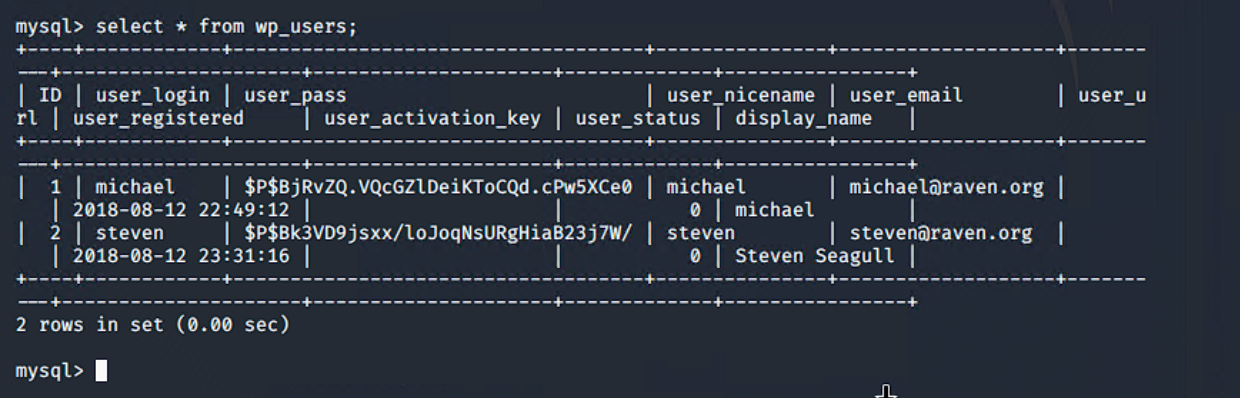 mysql> select * from wp_users;
+----+------------+-------------------------------------+---------------+-------------------+-------
---+---------------------+---------------------+-------------+----------------+
| ID | user_login | user_pass | user_nicename | user_email | user_u
rl | user_registered | user_activation_key | user_status | display_name |
+----+------------+-------------------------------------+---------------+-------------------+-------
---+---------------------+---------------------+-------------+----------------+
| 1 | michael | $P$BjRvZQ.VQcGZlDeiKToCQd.cPw5XCe0 | michael | michael@raven.org |
| 2018-08-12 22:49:12 | | 0 | michael |
| 2 | steven | $P$Bk3VD9jsxx/loJoqNsURgHiaB23j7W/ | steven | steven@raven.org |
| 2018-08-12 23:31:16 | | 0 | Steven Seagull |
+----+------------+-------------------------------------+---------------+-------------------+-------
---+---------------------+---------------------+-------------+----------------+
2 rows in set (0.00 sec)
mysql>